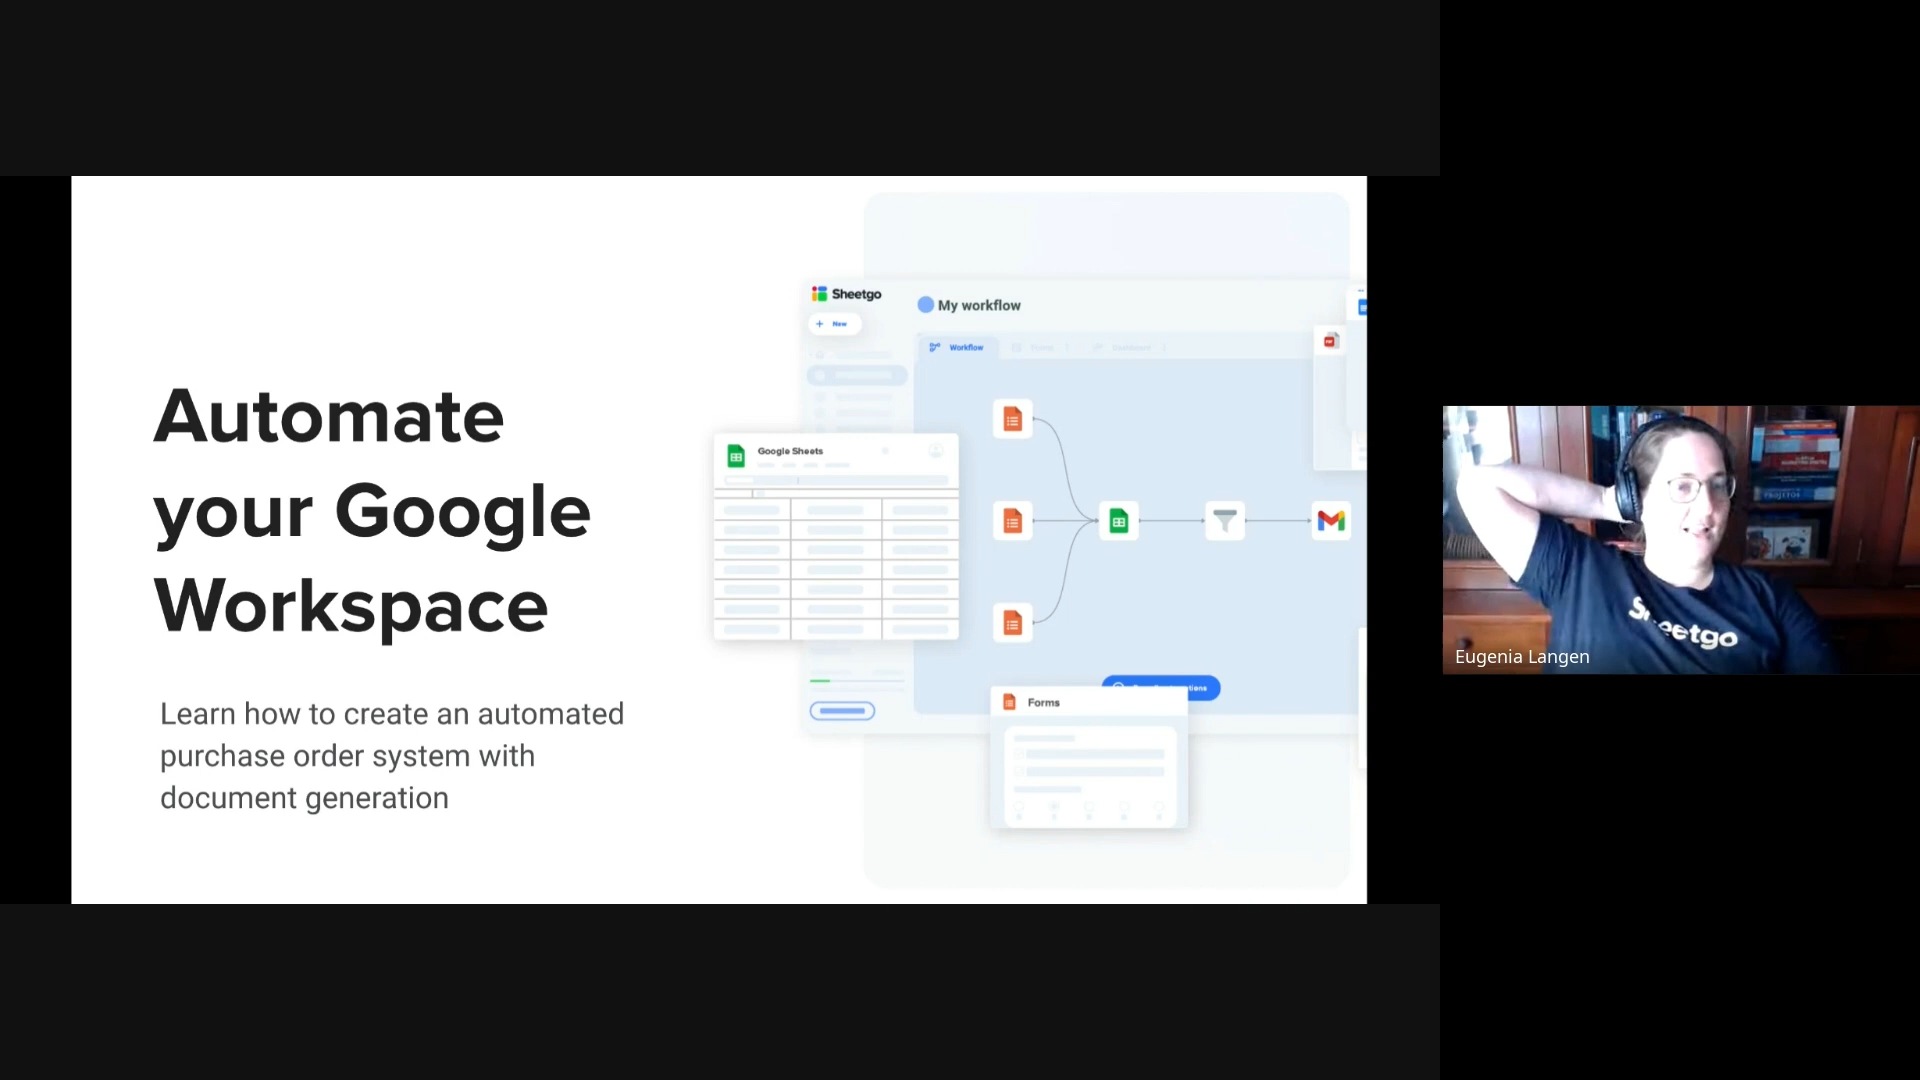 Automate
your Google
Workspace
Learn how to create an automated
purchase order system with
document generation
Sheetgo
+ New
My workflow
Workflow
Google Sheets
Forms
Sheetgo
Eugenia Langen